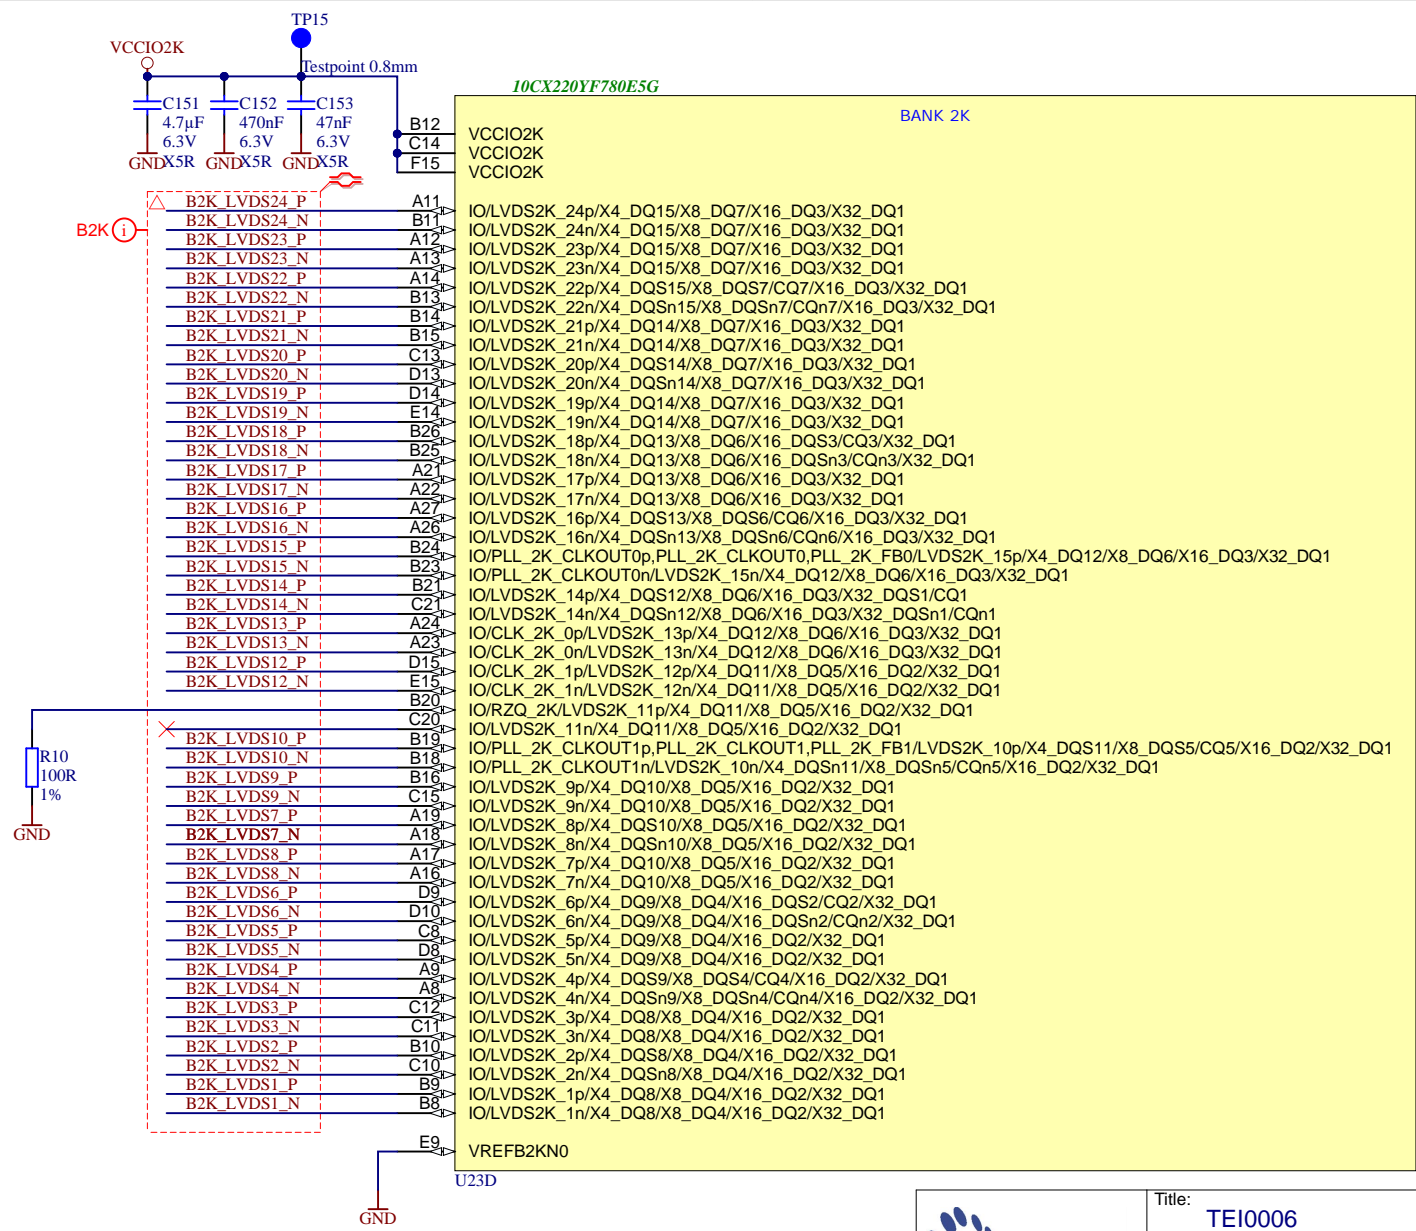 TP15
VCCIO2K
Testpoint 0.8mm
10CX220YF780E5G
BANK 2K
C151 C152 C153
4.7µF 470nF 47nF
6.3V 6.3V 6.3V
X5R X5R X5R
GND GND GND
B12 VCCIO2K
C14 VCCIO2K
F15 VCCIO2K
B2K i
B2K_LVDS24_P A11 IO/LVDS2K_24p/X4_DQ15/X8_DQ7/X16_DQ3/X32_DQ1
B2K_LVDS24_N B11 IO/LVDS2K_24n/X4_DQ15/X8_DQ7/X16_DQ3/X32_DQ1
B2K_LVDS23_P A12 IO/LVDS2K_23p/X4_DQ15/X8_DQ7/X16_DQ3/X32_DQ1
B2K_LVDS23_N A13 IO/LVDS2K_23n/X4_DQ15/X8_DQ7/X16_DQ3/X32_DQ1
B2K_LVDS22_P A14 IO/LVDS2K_22p/X4_DQS15/X8_DQS7/CQ7/X16_DQ3/X32_DQ1
B2K_LVDS22_N B13 IO/LVDS2K_22n/X4_DQSn15/X8_DQSn7/CQn7/X16_DQ3/X32_DQ1
B2K_LVDS21_P B14 IO/LVDS2K_21p/X4_DQ14/X8_DQ7/X16_DQ3/X32_DQ1
B2K_LVDS21_N B15 IO/LVDS2K_21n/X4_DQ14/X8_DQ7/X16_DQ3/X32_DQ1
B2K_LVDS20_P C13 IO/LVDS2K_20p/X4_DQS14/X8_DQ7/X16_DQ3/X32_DQ1
B2K_LVDS20_N D13 IO/LVDS2K_20n/X4_DQSn14/X8_DQ7/X16_DQ3/X32_DQ1
B2K_LVDS19_P D14 IO/LVDS2K_19p/X4_DQ14/X8_DQ7/X16_DQ3/X32_DQ1
B2K_LVDS19_N E14 IO/LVDS2K_19n/X4_DQ14/X8_DQ7/X16_DQ3/X32_DQ1
B2K_LVDS18_P B26 IO/LVDS2K_18p/X4_DQ13/X8_DQ6/X16_DQS3/CQ3/X32_DQ1
B2K_LVDS18_N B25 IO/LVDS2K_18n/X4_DQ13/X8_DQ6/X16_DQSn3/CQn3/X32_DQ1
B2K_LVDS17_P A21 IO/LVDS2K_17p/X4_DQ13/X8_DQ6/X16_DQ3/X32_DQ1
B2K_LVDS17_N A22 IO/LVDS2K_17n/X4_DQ13/X8_DQ6/X16_DQ3/X32_DQ1
B2K_LVDS16_P A27 IO/LVDS2K_16p/X4_DQS13/X8_DQS6/CQ6/X16_DQ3/X32_DQ1
B2K_LVDS16_N A26 IO/LVDS2K_16n/X4_DQSn13/X8_DQSn6/CQn6/X16_DQ3/X32_DQ1
B2K_LVDS15_P B24 IO/PLL_2K_CLKOUT0p,PLL_2K_CLKOUT0,PLL_2K_FB0/LVDS2K_15p/X4_DQ12/X8_DQ6/X16_DQ3/X32_DQ1
B2K_LVDS15_N B23 IO/PLL_2K_CLKOUT0n/LVDS2K_15n/X4_DQ12/X8_DQ6/X16_DQ3/X32_DQ1
B2K_LVDS14_P B21 IO/LVDS2K_14p/X4_DQS12/X8_DQ6/X16_DQ3/X32_DQS1/CQ1
B2K_LVDS14_N C21 IO/LVDS2K_14n/X4_DQSn12/X8_DQ6/X16_DQ3/X32_DQSn1/CQn1
B2K_LVDS13_P A24 IO/CLK_2K_0p/LVDS2K_13p/X4_DQ12/X8_DQ6/X16_DQ3/X32_DQ1
B2K_LVDS13_N A23 IO/CLK_2K_0n/LVDS2K_13n/X4_DQ12/X8_DQ6/X16_DQ3/X32_DQ1
B2K_LVDS12_P D15 IO/CLK_2K_1p/LVDS2K_12p/X4_DQ11/X8_DQ5/X16_DQ2/X32_DQ1
B2K_LVDS12_N E15 IO/CLK_2K_1n/LVDS2K_12n/X4_DQ11/X8_DQ5/X16_DQ2/X32_DQ1
B20 IO/RZQ_2K/LVDS2K_11p/X4_DQ11/X8_DQ5/X16_DQ2/X32_DQ1
C20 IO/LVDS2K_11n/X4_DQ11/X8_DQ5/X16_DQ2/X32_DQ1
B2K_LVDS10_P B19 IO/PLL_2K_CLKOUT1p,PLL_2K_CLKOUT1,PLL_2K_FB1/LVDS2K_10p/X4_DQS11/X8_DQS5/CQ5/X16_DQ2/X32_DQ1
B2K_LVDS10_N B18 IO/PLL_2K_CLKOUT1n/LVDS2K_10n/X4_DQSn11/X8_DQSn5/CQn5/X16_DQ2/X32_DQ1
B2K_LVDS9_P B16 IO/LVDS2K_9p/X4_DQ10/X8_DQ5/X16_DQ2/X32_DQ1
B2K_LVDS9_N C15 IO/LVDS2K_9n/X4_DQ10/X8_DQ5/X16_DQ2/X32_DQ1
B2K_LVDS7_P A19 IO/LVDS2K_8p/X4_DQS10/X8_DQ5/X16_DQ2/X32_DQ1
B2K_LVDS7_N A18 IO/LVDS2K_8n/X4_DQSn10/X8_DQ5/X16_DQ2/X32_DQ1
B2K_LVDS8_P A17 IO/LVDS2K_7p/X4_DQ10/X8_DQ5/X16_DQ2/X32_DQ1
B2K_LVDS8_N A16 IO/LVDS2K_7n/X4_DQ10/X8_DQ5/X16_DQ2/X32_DQ1
B2K_LVDS6_P D9 IO/LVDS2K_6p/X4_DQ9/X8_DQ4/X16_DQS2/CQ2/X32_DQ1
B2K_LVDS6_N D10 IO/LVDS2K_6n/X4_DQ9/X8_DQ4/X16_DQSn2/CQn2/X32_DQ1
B2K_LVDS5_P C8 IO/LVDS2K_5p/X4_DQ9/X8_DQ4/X16_DQ2/X32_DQ1
B2K_LVDS5_N D8 IO/LVDS2K_5n/X4_DQ9/X8_DQ4/X16_DQ2/X32_DQ1
B2K_LVDS4_P A9 IO/LVDS2K_4p/X4_DQS9/X8_DQS4/CQ4/X16_DQ2/X32_DQ1
B2K_LVDS4_N A8 IO/LVDS2K_4n/X4_DQSn9/X8_DQSn4/CQn4/X16_DQ2/X32_DQ1
B2K_LVDS3_P C12 IO/LVDS2K_3p/X4_DQ8/X8_DQ4/X16_DQ2/X32_DQ1
B2K_LVDS3_N C11 IO/LVDS2K_3n/X4_DQ8/X8_DQ4/X16_DQ2/X32_DQ1
B2K_LVDS2_P B10 IO/LVDS2K_2p/X4_DQS8/X8_DQ4/X16_DQ2/X32_DQ1
B2K_LVDS2_N C10 IO/LVDS2K_2n/X4_DQSn8/X8_DQ4/X16_DQ2/X32_DQ1
B2K_LVDS1_P B9 IO/LVDS2K_1p/X4_DQ8/X8_DQ4/X16_DQ2/X32_DQ1
B2K_LVDS1_N B8 IO/LVDS2K_1n/X4_DQ8/X8_DQ4/X16_DQ2/X32_DQ1
R10
100R
1%
GND
E9 VREFB2KN0
U23D
GND
Title:
TEI0006